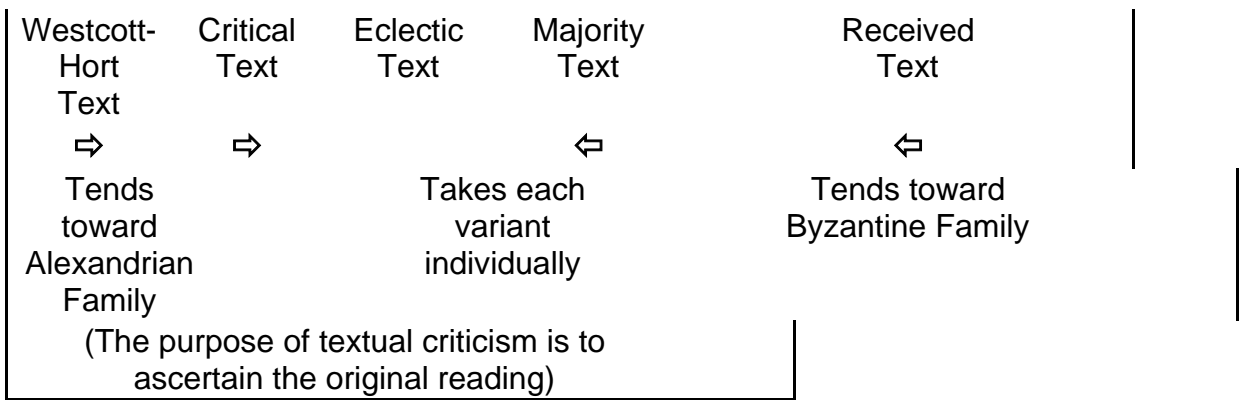 Westcott- Critical Eclectic Majority Received
Hort Text Text Text Text
Text
⇨ ⇨ ⇦ ⇦
Tends Takes each Tends toward
toward variant Byzantine Family
Alexandrian individually
Family
(The purpose of textual criticism is to
ascertain the original reading)